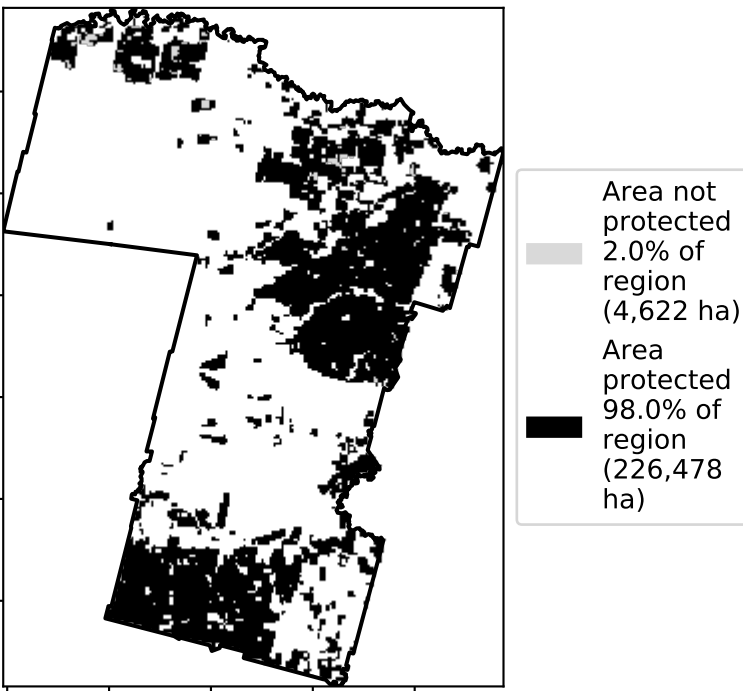 Area not
protected
2.0% of
region
(4,622 ha)
Area
protected
98.0% of
region
(226,478
ha)